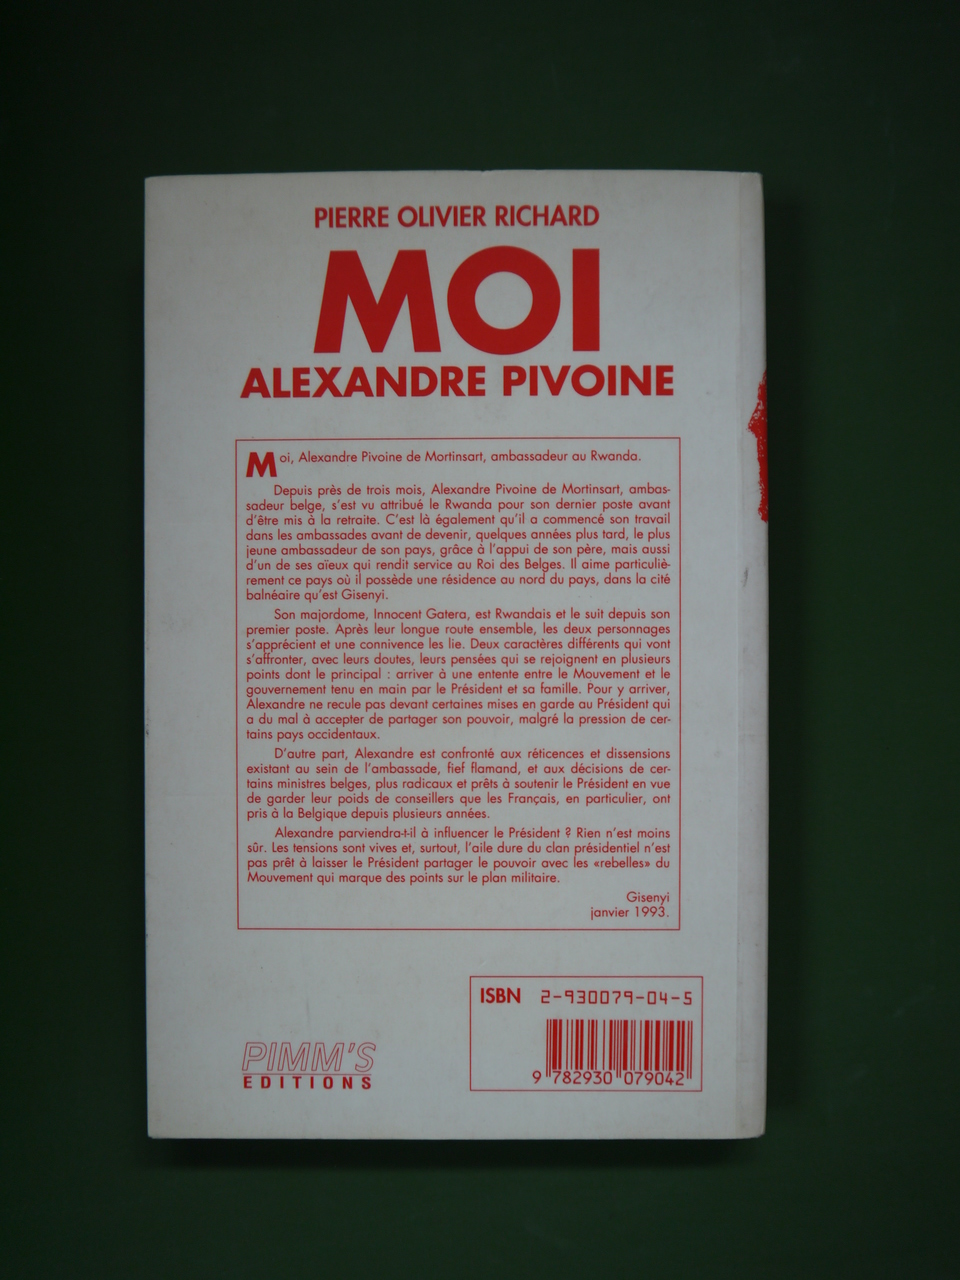 PIERRE OLIVIER RICHARD
MOI
ALEXANDRE PIVOINE
Moi, Alexandre Pivoine de Mortinsart, ambassadeur au Rwanda.
Depuis près de trois mois, Alexandre Pivoine de Mortinsart, ambas-
sadeur belge, s'est vu attribué le Rwanda pour son dernier poste avant
d'être mis à la retraite. C'est là également qu'il a commencé son travail
dans les ambassades avant de devenir, quelques années plus tard, le plus
jeune ambassadeur de son pays, grâce à l'appui de son père, mais aussi
d'un de ses aïeux qui rendit service au Roi des Belges. Il aime particuliè-
rement ce pays où il possède une résidence au nord du pays, dans la cité
balnéaire qu'est Gisenyi.
Son majordome, Innocent Gatera, est Rwandais et le suit depuis son
premier poste. Après leur longue route ensemble, les deux personnages
s'apprécient et une connivence les lie. Deux caractères différents qui vont
s'affronter, avec leurs doutes, leurs pensées qui se rejoignent en plusieurs
points dont le principal : arriver à une entente entre le Mouvement et le
gouvernement tenu en main par le Président et sa famille. Pour y arriver,
Alexandre ne recule pas devant certaines mises en garde au Président qui
a du mal à accepter de partager son pouvoir, malgré la pression de cer-
tains pays occidentaux.
D'autre part, Alexandre est confronté aux réticences et dissensions
existant au sein de l'ambassade, fief flamand, et aux décisions de cer-
tains ministres belges, plus radicaux et prêts à soutenir le Président en vue
de garder leur poids de conseillers que les Français, en particulier, ont
pris à la Belgique depuis plusieurs années.
Alexandre parviendra-t-il à influencer le Président ? Rien n'est moins
sûr. Les tensions sont vives et, surtout, l'aile dure du clan présidentiel n'est
pas prêt à laisser le Président partager le pouvoir avec les «rebelles» du
Mouvement qui marque des points sur le plan militaire.
Gisenyi
janvier 1993.
ISBN 2-930079-04-5
9 782930 079042
PIMM'S
EDITIONS